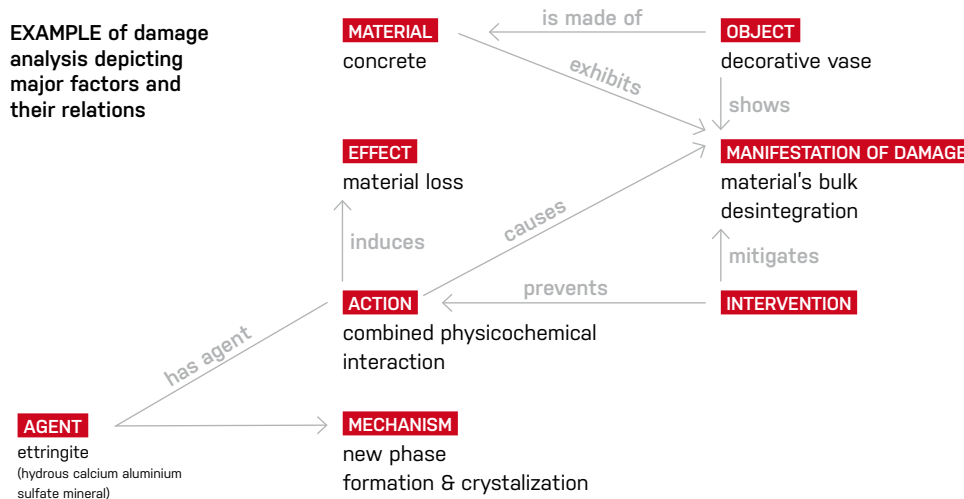 EXAMPLE of damage
analysis depicting
major factors and
their relations
MATERIAL
concrete
is made of
OBJECT
decorative vase
exhibits
shows
EFFECT
material loss
MANIFESTATION OF DAMAGE
material's bulk
desintegration
induces
causes
mitigates
ACTION
combined physicochemical
interaction
prevents
INTERVENTION
has agent
AGENT
ettringite
(hydrous calcium aluminium
sulfate mineral)
MECHANISM
new phase
formation & crystalization